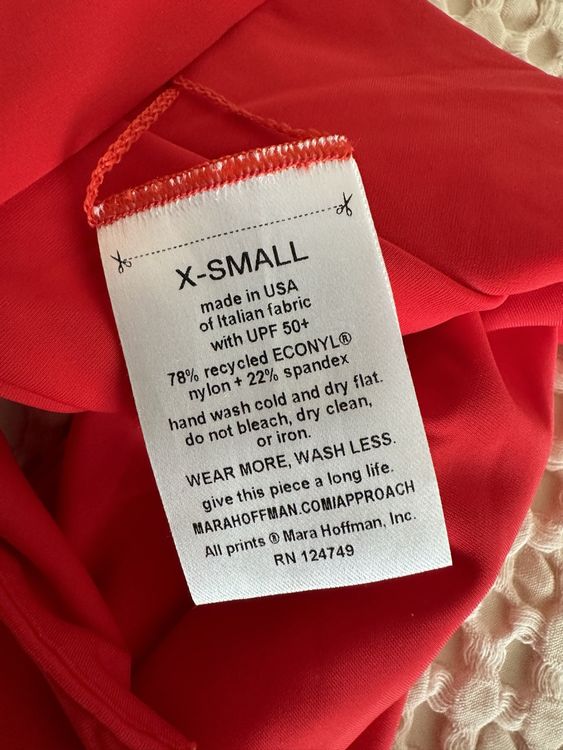 X-SMALL
made in USA
of Italian fabric
with UPF 50+
78% recycled ECONYL®
nylon + 22% spandex
hand wash cold and dry flat.
do not bleach, dry clean,
or iron.
WEAR MORE, WASH LESS.
give this piece a long life.
MARAHOFFMAN.COM/APPROACH
All prints ® Mara Hoffman, Inc.
RN 124749